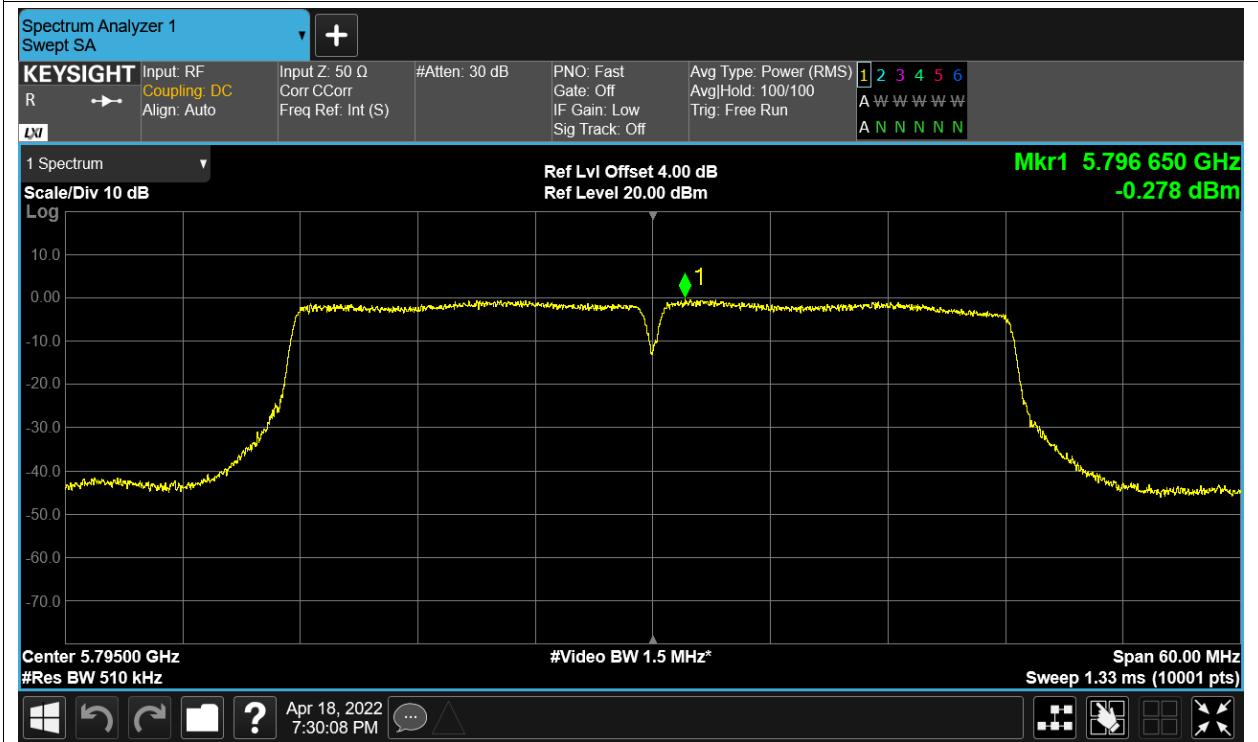 Spectrum Analyzer 1
Swept SA
KEYSIGHT
R
LXI
Input: RF
Coupling: DC
Align: Auto
Input Z: 50 Ω
Corr CCorr
Freq Ref: Int (S)
#Atten: 30 dB
PNO: Fast
Gate: Off
IF Gain: Low
Sig Track: Off
Avg Type: Power (RMS)
Avg|Hold: 100/100
Trig: Free Run
1 2 3 4 5 6
A W W W W W
A N N N N N
1 Spectrum
Scale/Div 10 dB
Log
Ref Lvl Offset 4.00 dB
Ref Level 20.00 dBm
Mkr1 5.796 650 GHz
-0.278 dBm
10.0
0.00
-10.0
-20.0
-30.0
-40.0
-50.0
-60.0
-70.0
1
Center 5.79500 GHz
#Res BW 510 kHz
#Video BW 1.5 MHz*
Span 60.00 MHz
Sweep 1.33 ms (10001 pts)
?
Apr 18, 2022
7:30:08 PM